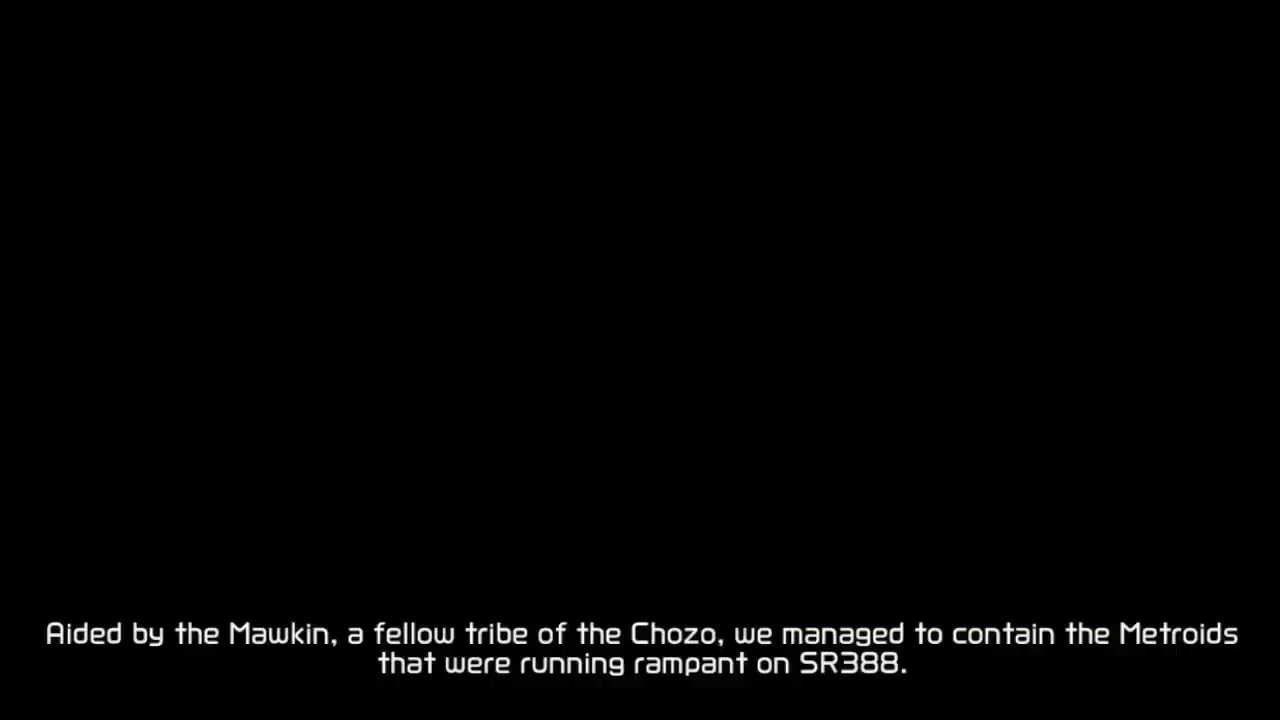 Aided by the Mawkin, a fellow tribe of the Chozo, we managed to contain the Metroids
that were running rampant on SR388.